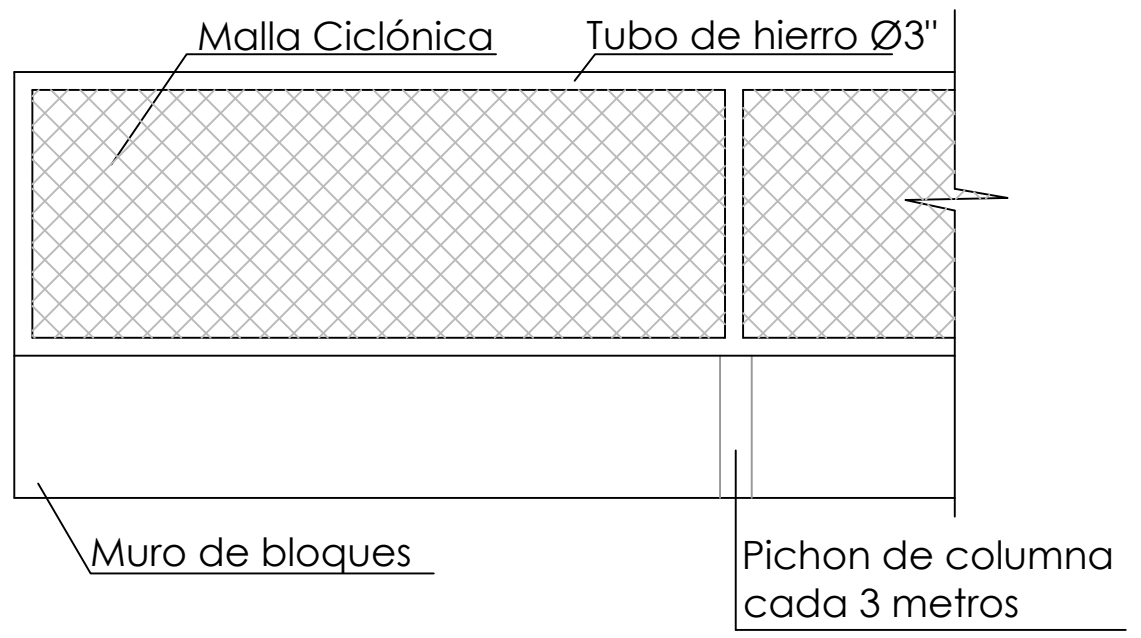 Malla Ciclónica
Tubo de hierro Ø3"
Muro de bloques
Pichon de columna
cada 3 metros